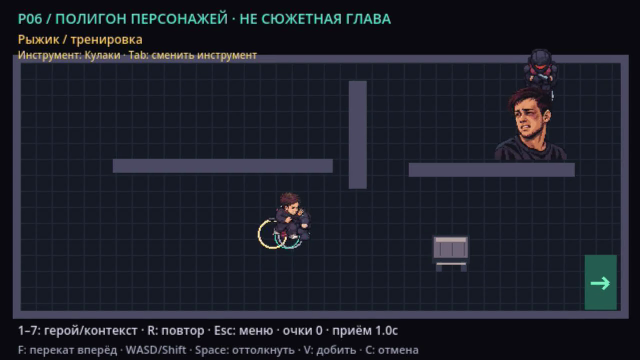 P06 / ПОЛИГОН ПЕРСОНАЖЕЙ · НЕ СЮЖЕТНАЯ ГЛАВА
Рыжик / тренировка
Инструмент: Кулаки · Tab: сменить инструмент
1–7: герой/контекст · R: повтор · Esc: меню · очки 0 · приём 1.0с
F: перекат вперёд · WASD/Shift · Space: оттолкнуть · V: добить · C: отмена